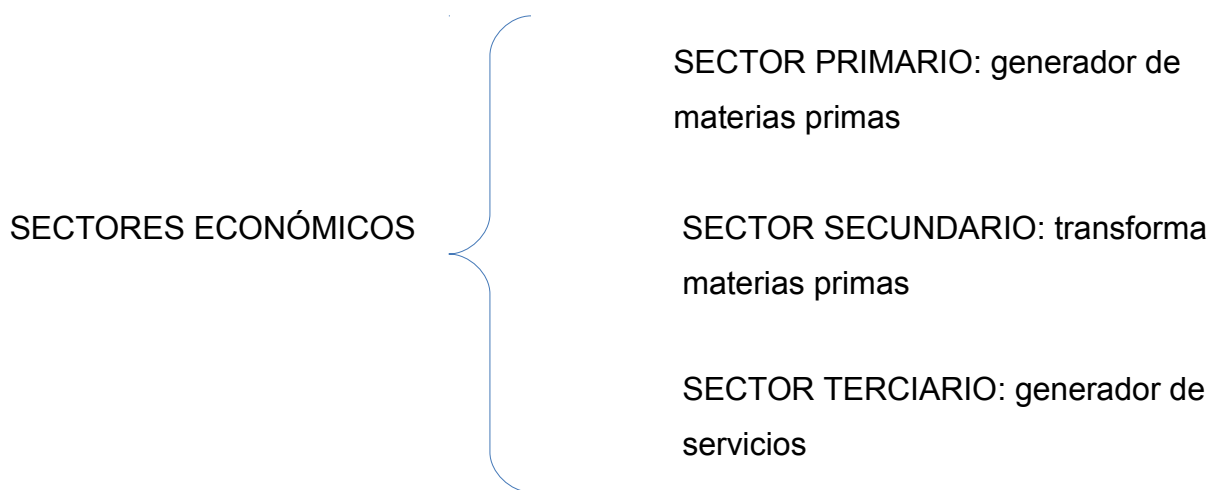 SECTOR PRIMARIO: generador de
materias primas
SECTORES ECONÓMICOS
SECTOR SECUNDARIO: transforma
materias primas
SECTOR TERCIARIO: generador de
servicios